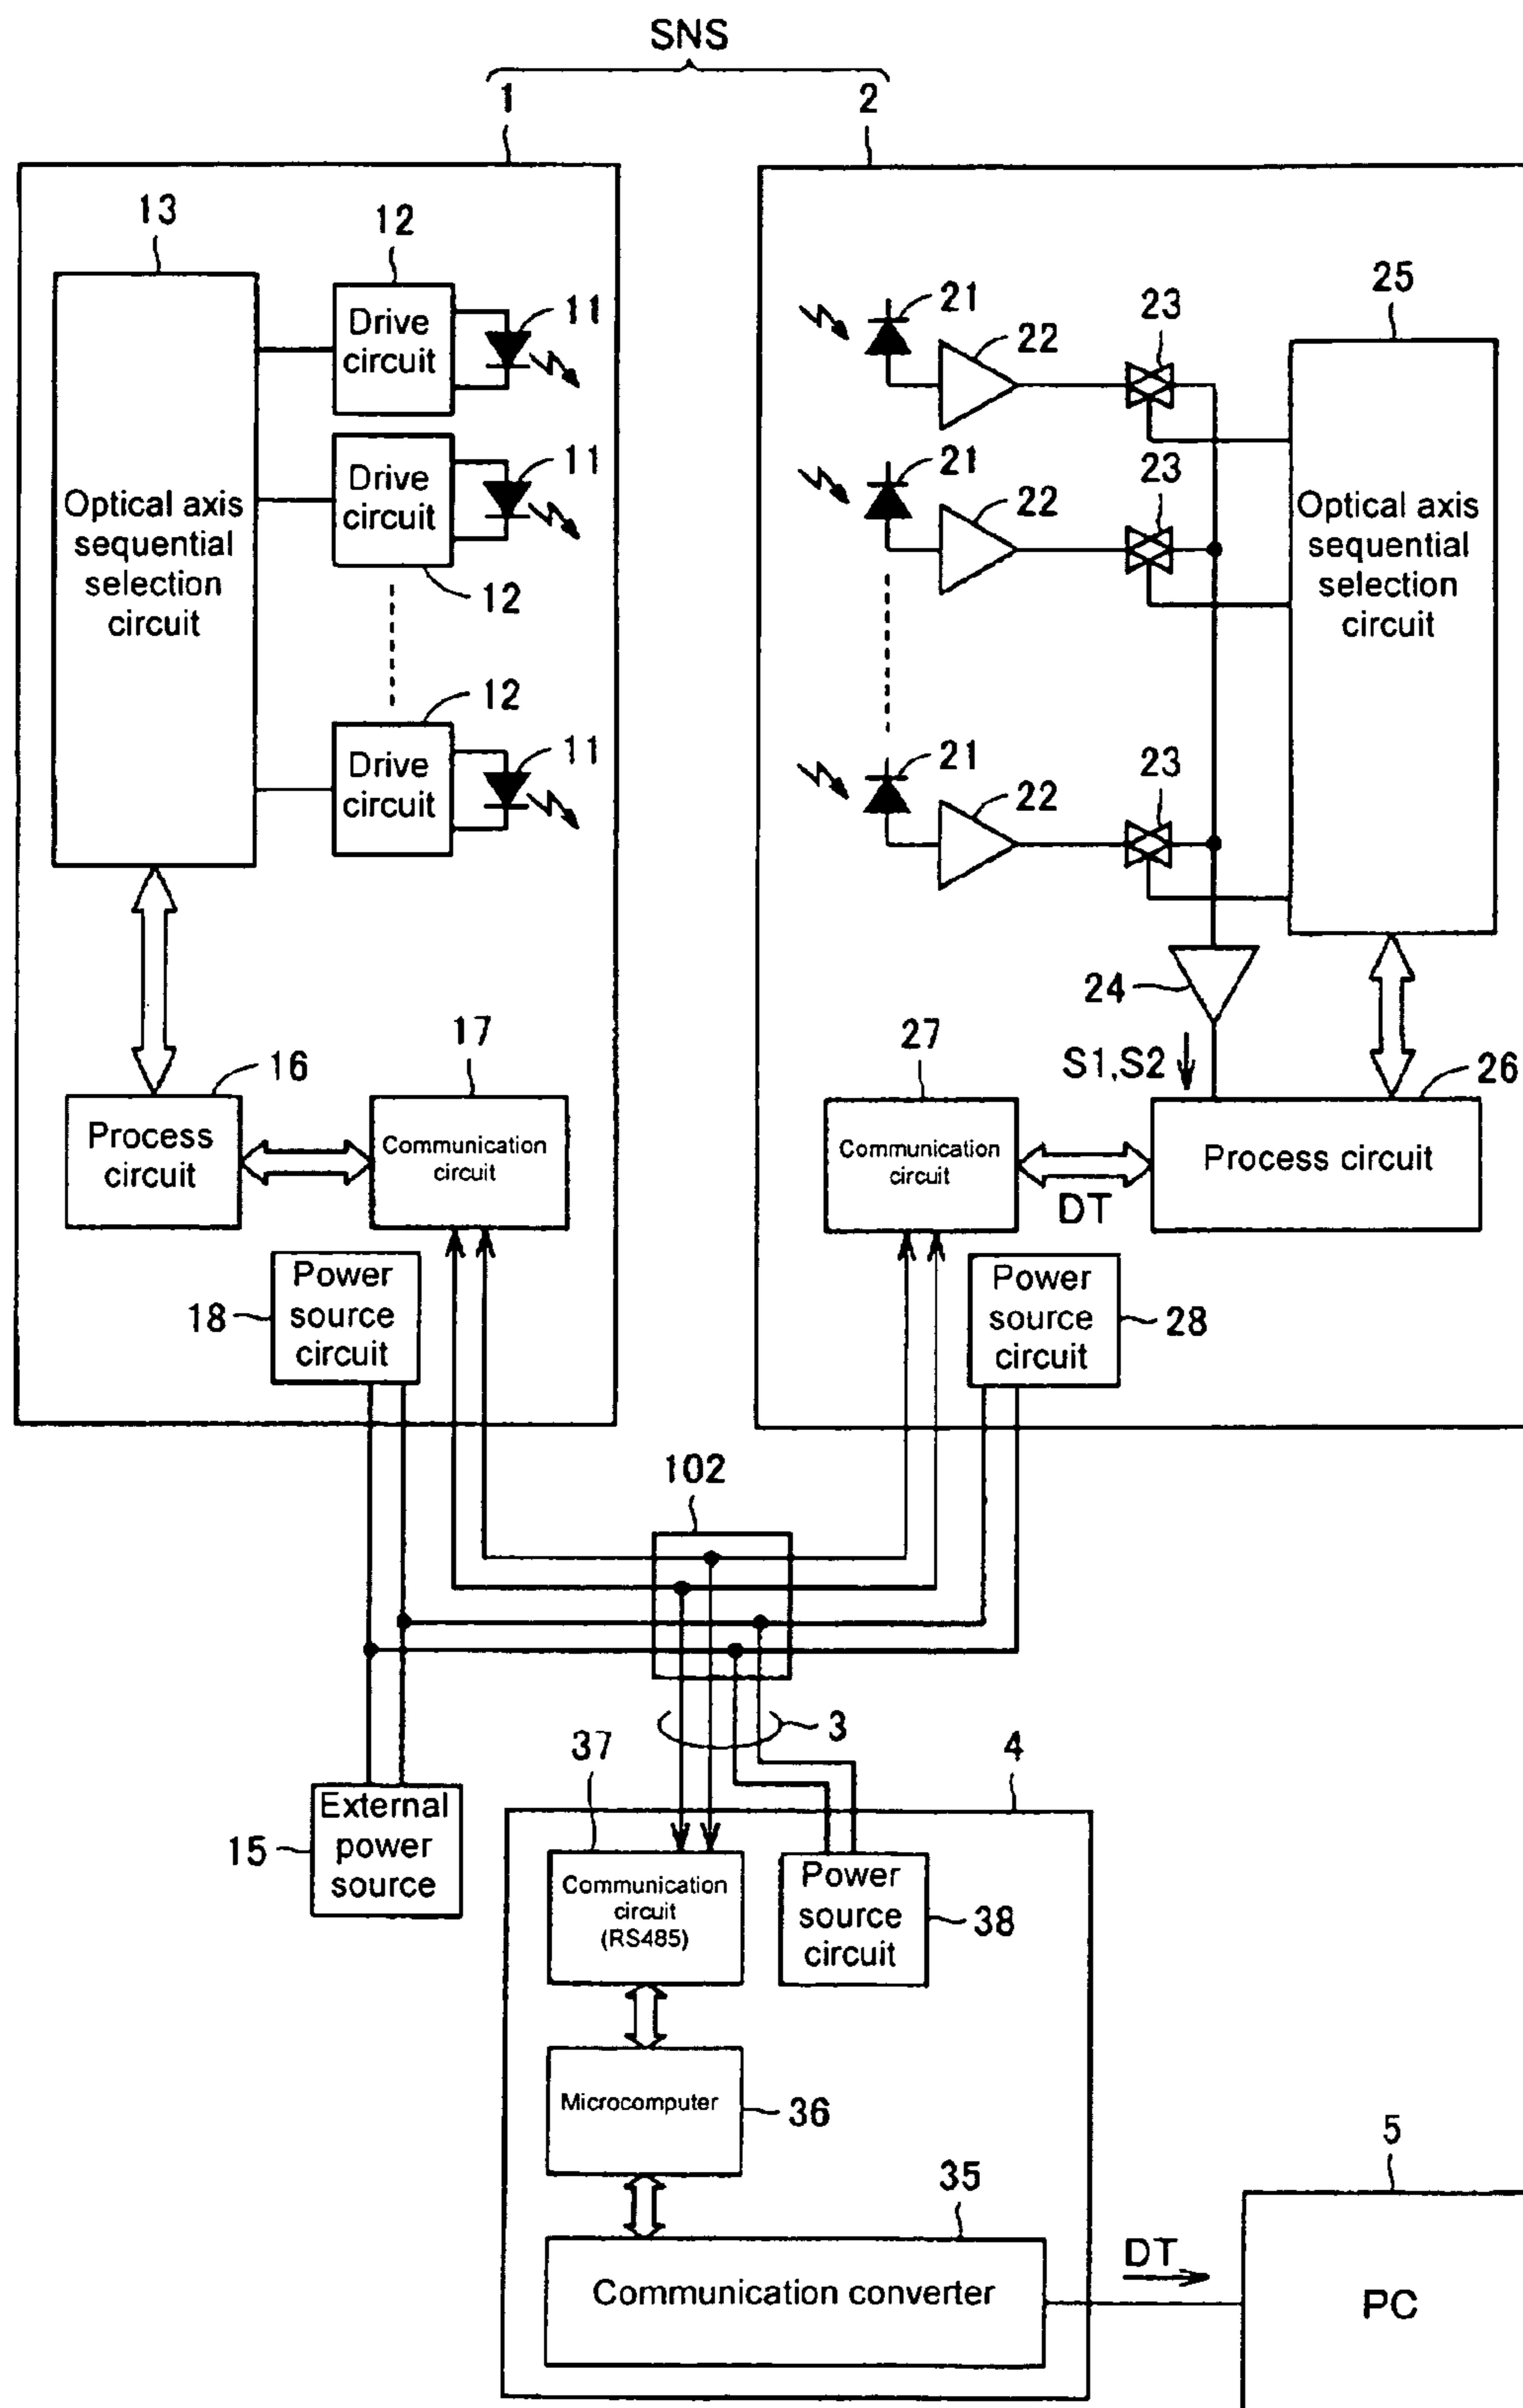 SNS
1
2
13
12
11
Drive
circuit
11
Drive
circuit
12
Optical axis
sequential
selection
circuit
12
11
Drive
circuit
21
22
23
25
21
22
23
Optical axis
sequential
selection
circuit
21
22
23
24
S1,S2
16
17
Process
circuit
Communication
circuit
27
26
Communication
circuit
DT
Process circuit
18
Power
source
circuit
Power
source
circuit
28
102
3
15
External
power
source
4
37
Communication
circuit
(RS485)
Power
source
circuit
38
Microcomputer
36
35
Communication converter
DT
5
PC